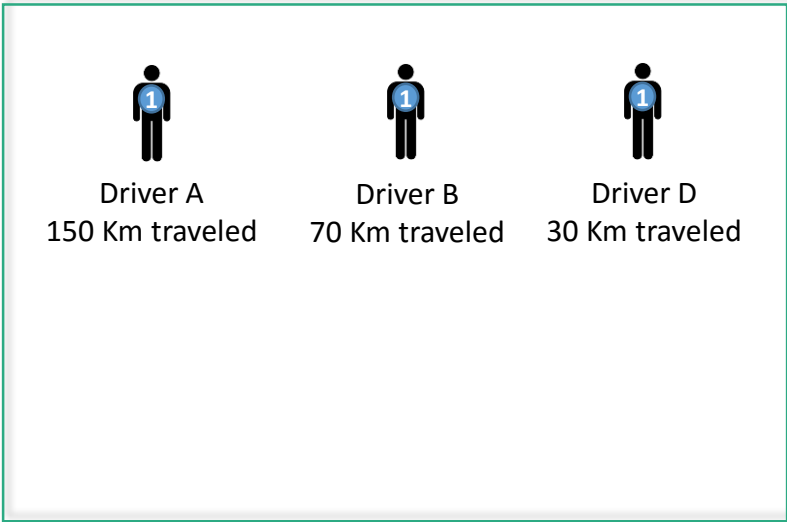 1
1
1
Driver A
150 Km traveled
Driver B
70 Km traveled
Driver D
30 Km traveled